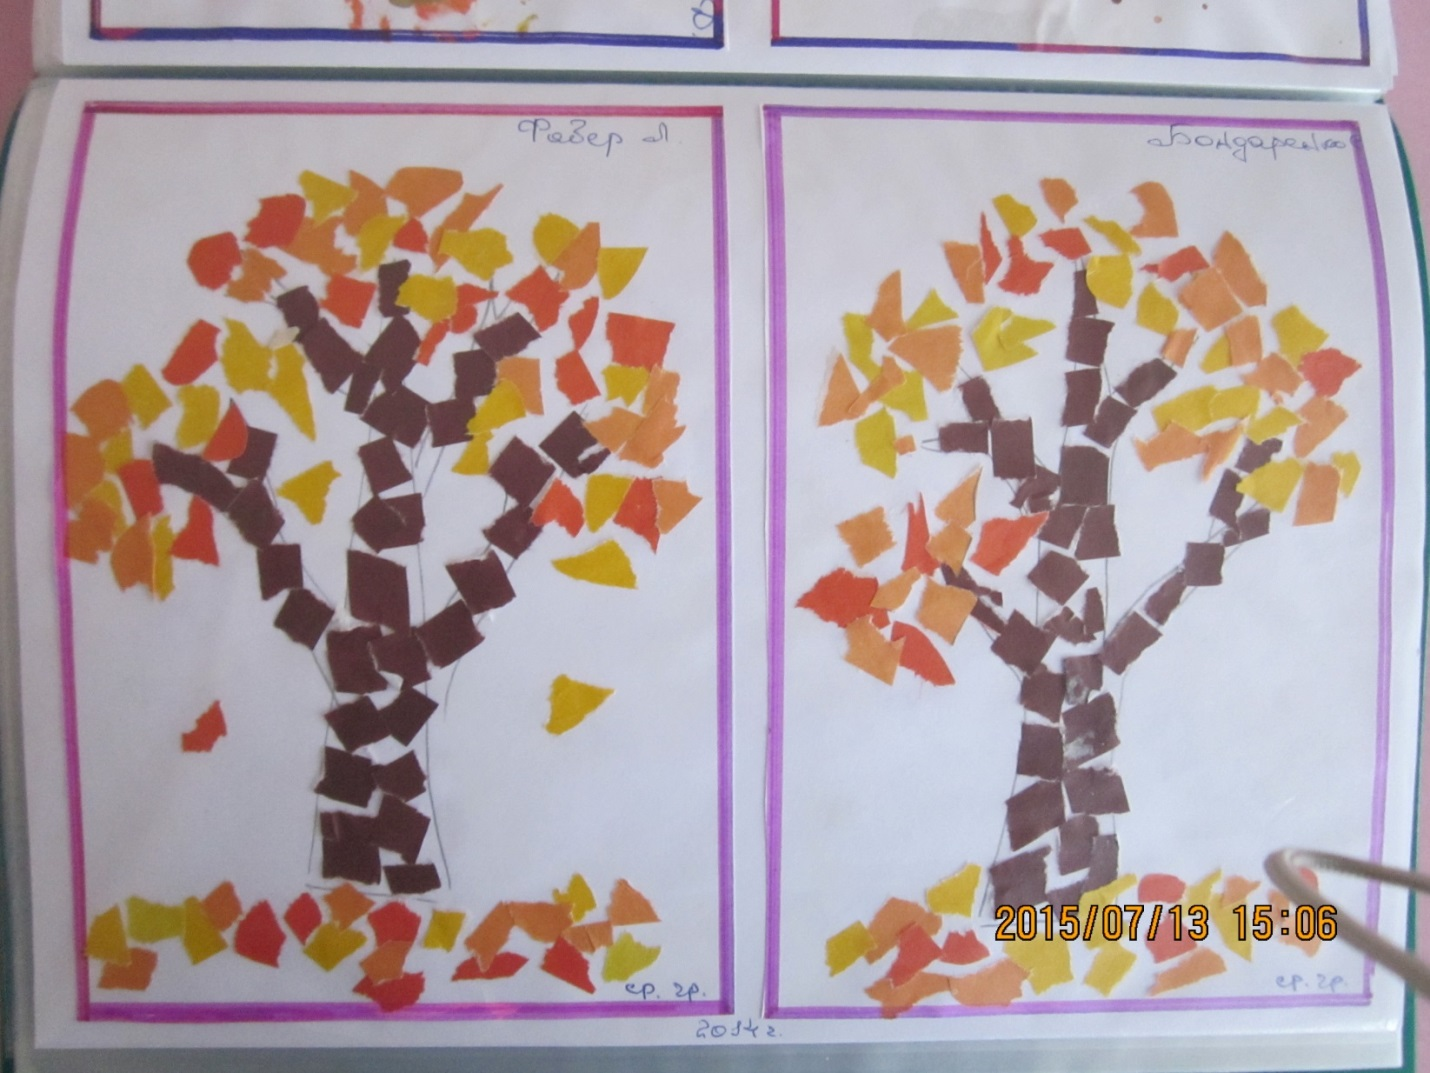 Фабер Л
Бондаренко
ср. гр.
ср. гр.
2014 г.
2015/07/13 15:06